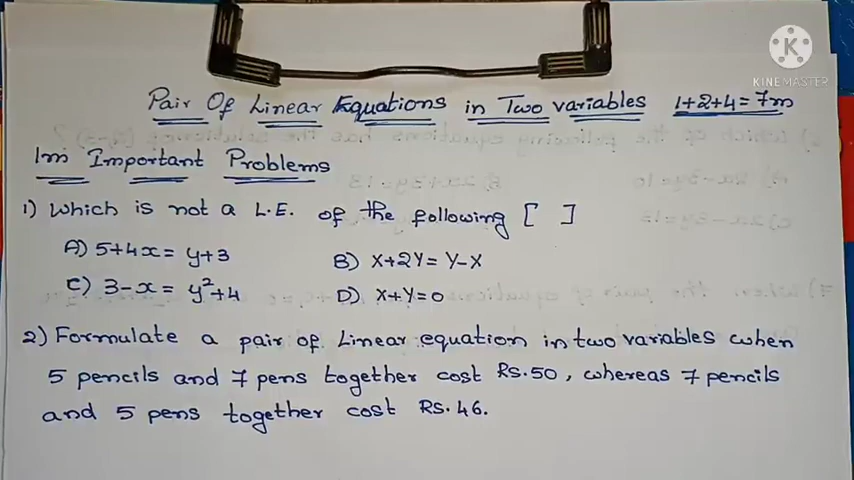 K
KINEMASTER
Pair Of Linear Equations in Two variables 1+2+4=7m
1m Important Problems
1) Which is not a L.E. of the following [ ]
A) 5+4x = y+3 B) X+2Y = Y-X
C) 3-x = y²+4 D) X+Y=0
2) Formulate a pair of Linear equation in two variables when
5 pencils and 7 pens together cost Rs.50, whereas 7 pencils
and 5 pens together cost Rs.46.